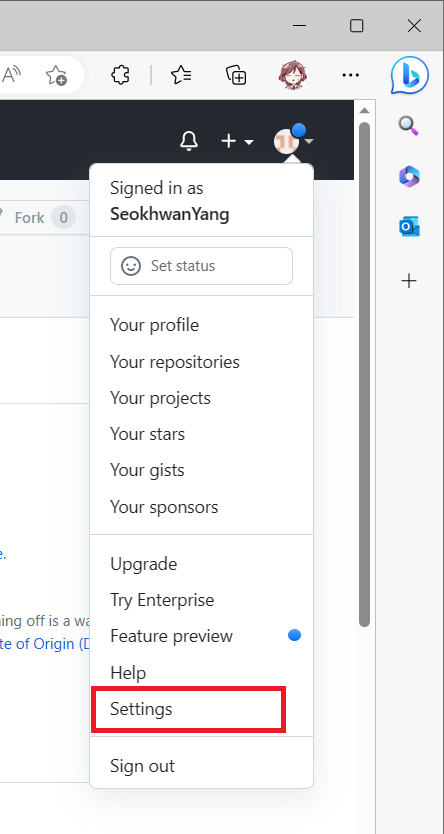 Fork 0
Signed in as
SeokhwanYang
Set status
Your profile
Your repositories
Your projects
Your stars
Your gists
Your sponsors
Upgrade
Try Enterprise
Feature preview
Help
Settings
Sign out
e.
ning off is a wa
te of Origin (D